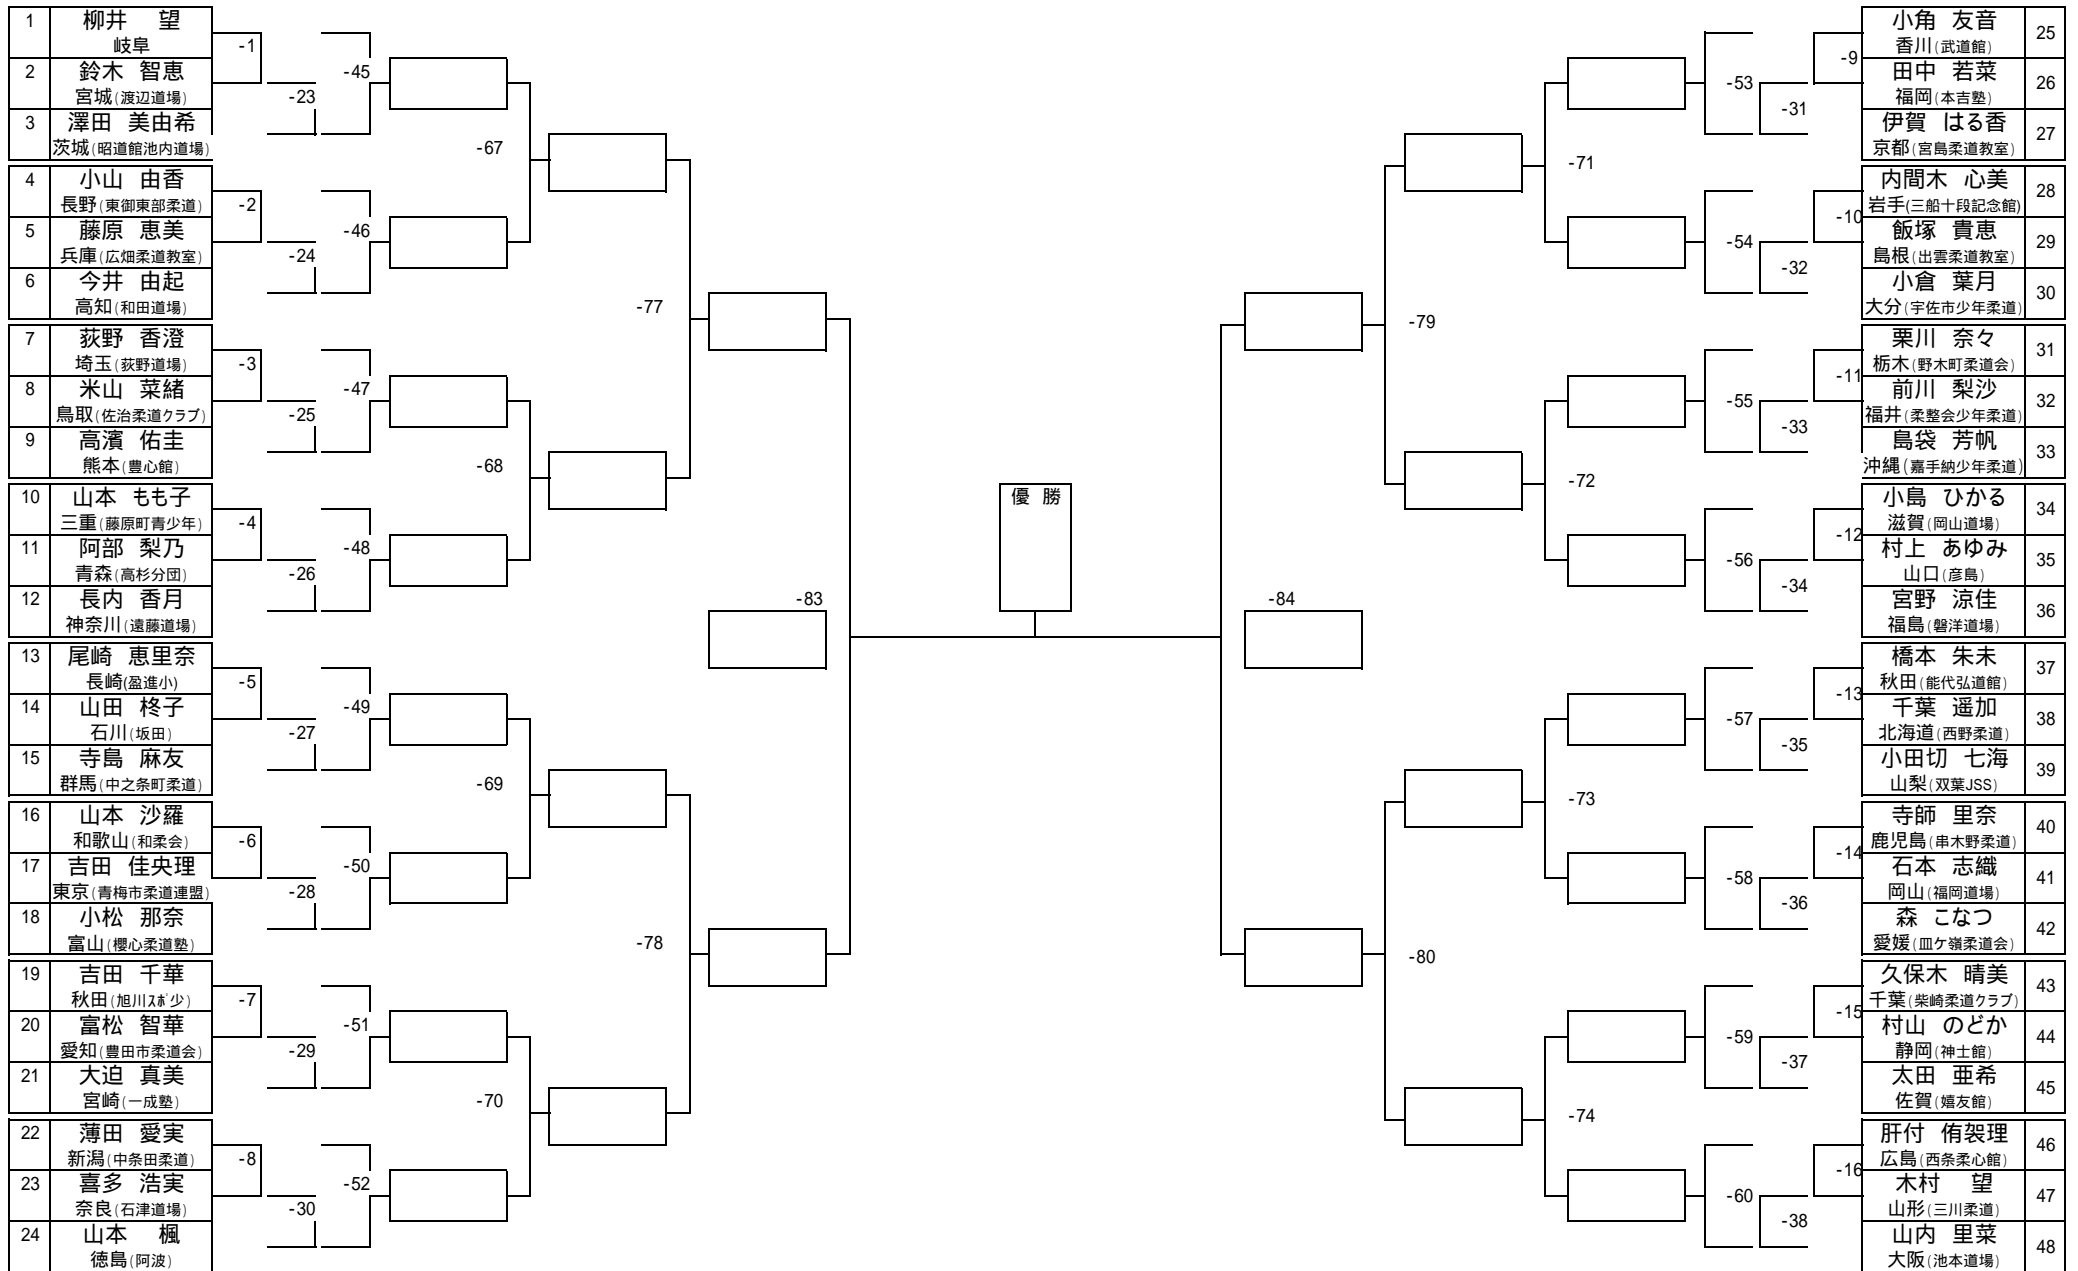 1
柳井 望
岐阜
2
鈴木 智恵
宮城(渡辺道場)
3
澤田 美由希
茨城(昭道館池内道場)
4
小山 由香
長野(東御東部柔道)
5
藤原 恵美
兵庫(広畑柔道教室)
6
今井 由起
高知(和田道場)
7
荻野 香澄
埼玉(荻野道場)
8
米山 菜緒
鳥取(佐治柔道クラブ)
9
高濱 佑圭
熊本(豊心館)
10
山本 もも子
三重(藤原町青少年)
11
阿部 梨乃
青森(高杉分団)
12
長内 香月
神奈川(遠藤道場)
13
尾崎 恵里奈
長崎(盈進小)
14
山田 柊子
石川(坂田)
15
寺島 麻友
群馬(中之条町柔道)
16
山本 沙羅
和歌山(和柔会)
17
吉田 佳央理
東京(青梅市柔道連盟)
18
小松 那奈
富山(櫻心柔道塾)
19
吉田 千華
秋田(旭川ｽﾎﾟ少)
20
富松 智華
愛知(豊田市柔道会)
21
大迫 真美
宮崎(一成塾)
22
薄田 愛実
新潟(中条田柔道)
23
喜多 浩実
奈良(石津道場)
24
山本 楓
徳島(阿波)
-1
-2
-3
-4
-5
-6
-7
-8
-23
-24
-25
-26
-27
-28
-29
-30
-45
-46
-47
-48
-49
-50
-51
-52
-67
-68
-69
-70
-77
-78
-83
優 勝
-84
-79
-80
-71
-72
-73
-74
-53
-54
-55
-56
-57
-58
-59
-60
-31
-32
-33
-34
-35
-36
-37
-38
-9
-10
-11
-12
-13
-14
-15
-16
小角 友音
香川(武道館)
25
田中 若菜
福岡(本吉塾)
26
伊賀 はる香
京都(宮島柔道教室)
27
内間木 心美
岩手(三船十段記念館)
28
飯塚 貴恵
島根(出雲柔道教室)
29
小倉 葉月
大分(宇佐市少年柔道)
30
栗川 奈々
栃木(野木町柔道会)
31
前川 梨沙
福井(柔整会少年柔道)
32
島袋 芳帆
沖縄(嘉手納少年柔道)
33
小島 ひかる
滋賀(岡山道場)
34
村上 あゆみ
山口(彦島)
35
宮野 涼佳
福島(磐洋道場)
36
橋本 朱未
秋田(能代弘道館)
37
千葉 遥加
北海道(西野柔道)
38
小田切 七海
山梨(双葉JSS)
39
寺師 里奈
鹿児島(串木野柔道)
40
石本 志織
岡山(福岡道場)
41
森 こなつ
愛媛(皿ケ嶺柔道会)
42
久保木 晴美
千葉(柴崎柔道クラブ)
43
村山 のどか
静岡(神士館)
44
太田 亜希
佐賀(嬉友館)
45
肝付 侑袈理
広島(西条柔心館)
46
木村 望
山形(三川柔道)
47
山内 里菜
大阪(池本道場)
48